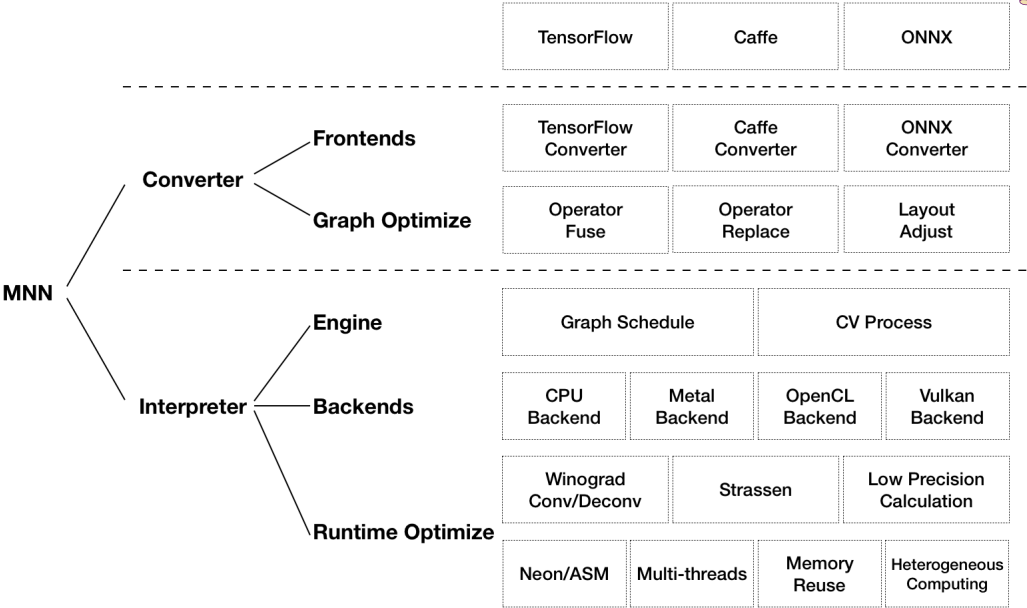 TensorFlow
Caffe
ONNX
Frontends
TensorFlow
Converter
Caffe
Converter
ONNX
Converter
Converter
Graph Optimize
Operator
Fuse
Operator
Replace
Layout
Adjust
MNN
Engine
Graph Schedule
CV Process
Interpreter
Backends
CPU
Backend
Metal
Backend
OpenCL
Backend
Vulkan
Backend
Runtime Optimize
Winograd
Conv/Deconv
Strassen
Low Precision
Calculation
Neon/ASM
Multi-threads
Memory
Reuse
Heterogeneous
Computing